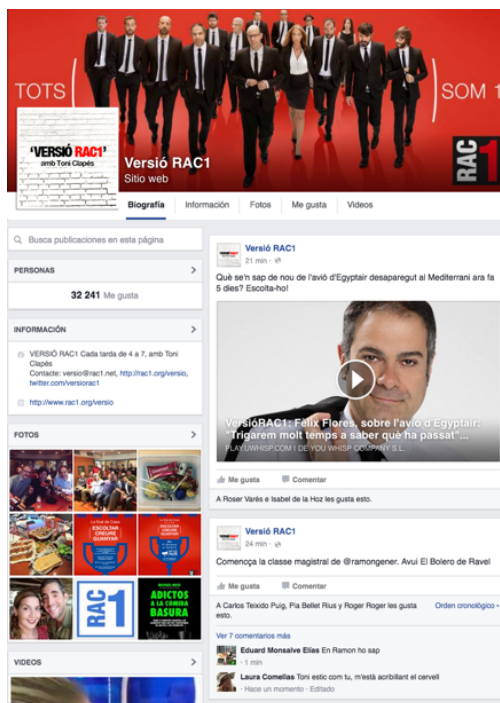 TOTS
SOM 1
'VERSIÓ RAC1'
amb Toni Clapés
Versió RAC1
Sitio web
RAC 1
Biografía Información Fotos Me gusta Videos
Busca publicaciones en esta página
PERSONAS
32 241 Me gusta
INFORMACIÓN
VERSIÓ RAC1 Cada tarda de 4 a 7, amb Toni
Clapés
Contacte: versio@rac1.net, http://rac1.org/versio,
twitter.com/versiorac1
http://www.rac1.org/versio
FOTOS
ESCOLTAR
CREURE
GUANYAR
ESCOLTAR
CREURE
GUANYAR
RAC
1
ADICTOS
A LA COMIDA
BASURA
VIDEOS
Versió RAC1
21 min
Què se'n sap de nou de l'avió d'Egyptair desaparegut al Mediterrani ara fa
5 dies? Escolta-ho!
VersióRAC1: Fèlix Flores, sobre l'avió d'Egyptair:
"Trigarem molt temps a saber què ha passat"...
PLAY.UWHISP.COM | DE YOU WHISP COMPANY S.L.
Me gusta Comentar
A Roser Varés e Isabel de la Hoz les gusta esto.
Versió RAC1
24 min
Comença la classe magistral de @ramongener. Avui El Bolero de Ravel
Me gusta Comentar
A Carlos Teixido Puig, Pia Bellet Rius y Roger Roger les gusta
esto.
Orden cronológico
Ver 7 comentarios más
Eduard Monsalve Elías En Ramon ho sap
1 min
Laura Comellas Toni estic com tu, m'està acribillant el cervell
Hace un momento · Editado